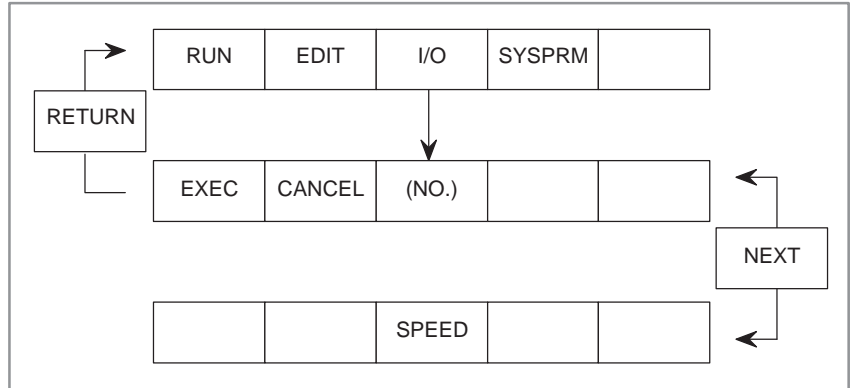 RUN EDIT I/O SYSPRM
RETURN
EXEC CANCEL (NO.)
NEXT
SPEED